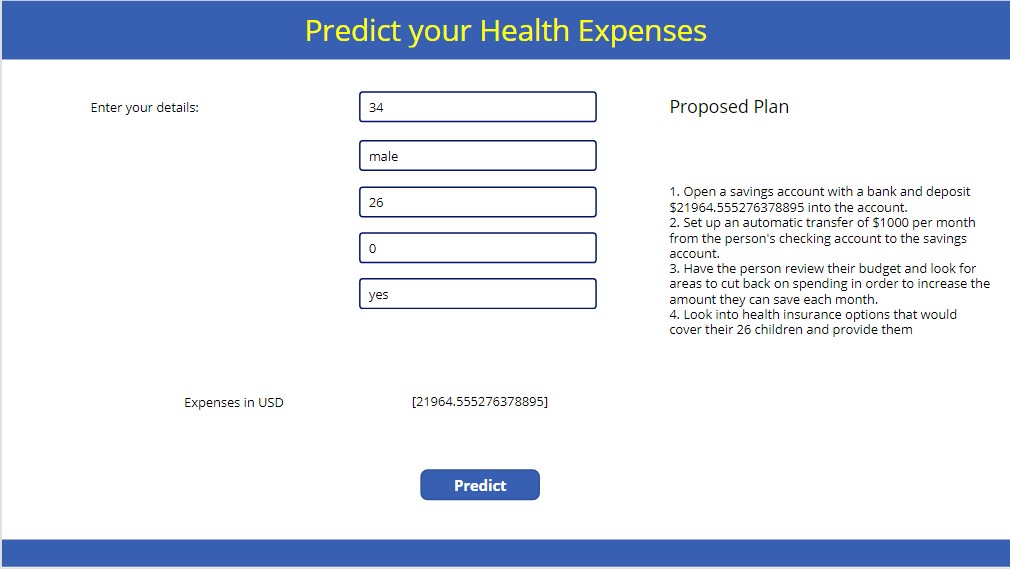 Predict your Health Expenses
Enter your details:
34
male
26
0
yes
Proposed Plan
1. Open a savings account with a bank and deposit
$21964.555276378895 into the account.
2. Set up an automatic transfer of $1000 per month
from the person's checking account to the savings
account.
3. Have the person review their budget and look for
areas to cut back on spending in order to increase the
amount they can save each month.
4. Look into health insurance options that would
cover their 26 children and provide them
Expenses in USD
[21964.555276378895]
Predict